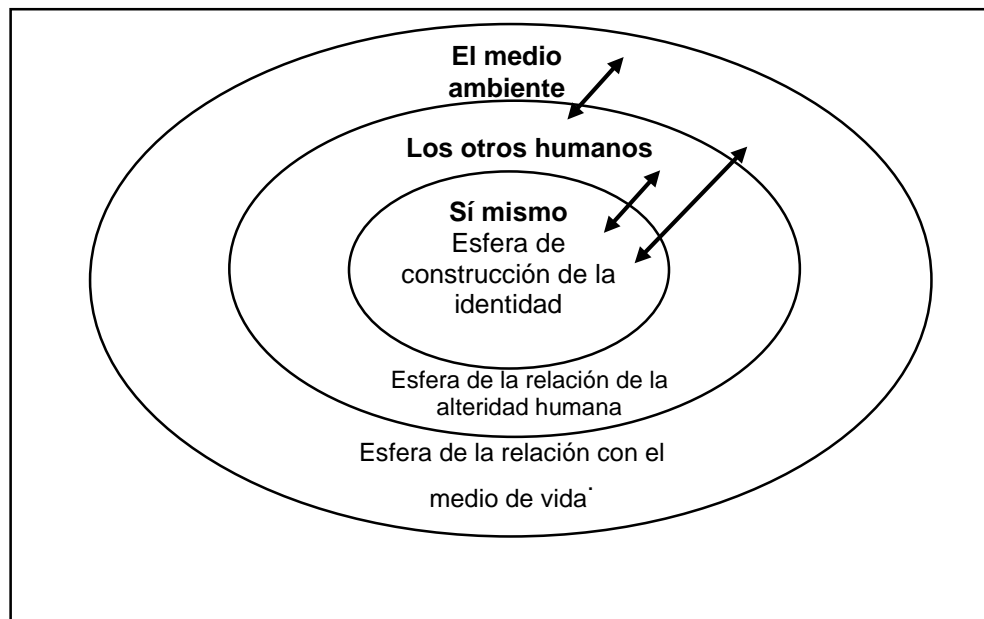 El medio
ambiente
Los otros humanos
Sí mismo
Esfera de
construcción de la
identidad
Esfera de la relación de la
alteridad humana
Esfera de la relación con el
medio de vida.